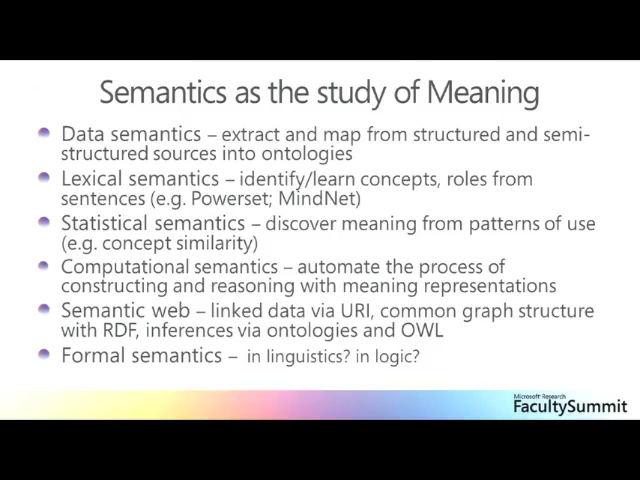 Semantics as the study of Meaning
Data semantics – extract and map from structured and semi-
structured sources into ontologies
Lexical semantics – identify/learn concepts, roles from
sentences (e.g. Powerset; MindNet)
Statistical semantics – discover meaning from patterns of use
(e.g. concept similarity)
Computational semantics – automate the process of
constructing and reasoning with meaning representations
Semantic web – linked data via URI, common graph structure
with RDF, inferences via ontologies and OWL
Formal semantics – in linguistics? in logic?
Microsoft Research
FacultySummit